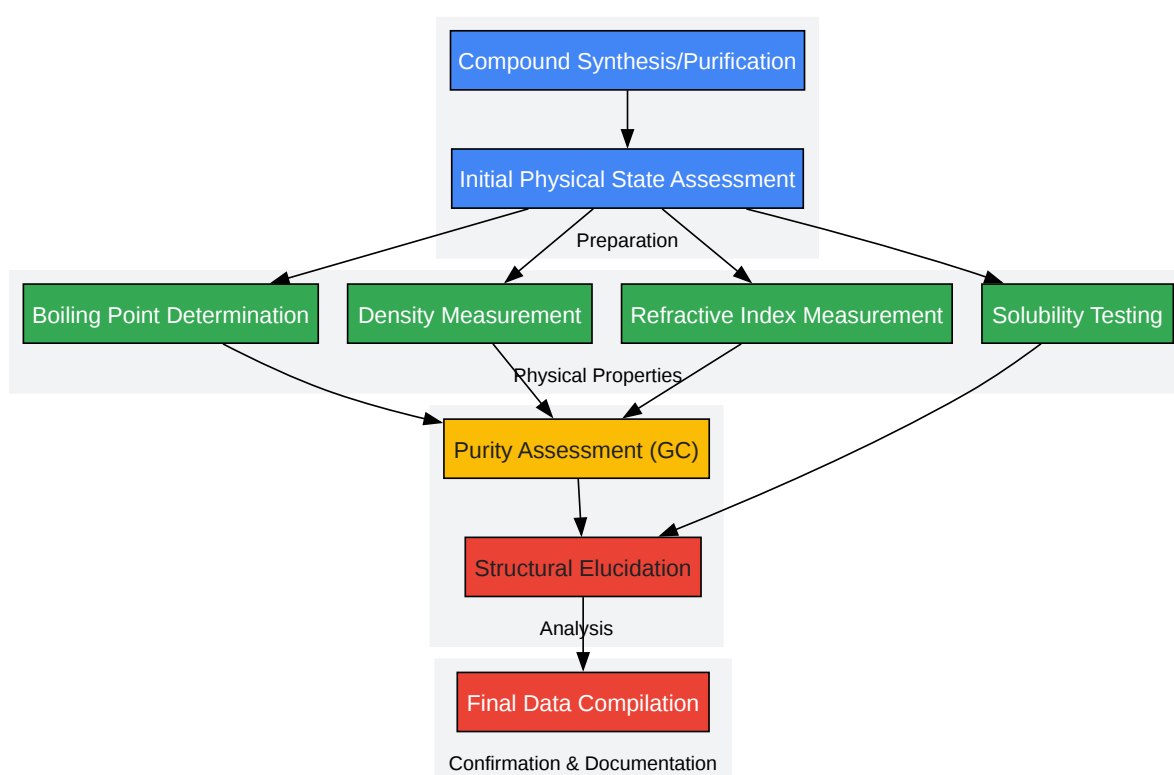 Compound Synthesis/Purification
Initial Physical State Assessment
Preparation
Boiling Point Determination
Density Measurement
Refractive Index Measurement
Solubility Testing
Physical Properties
Purity Assessment (GC)
Structural Elucidation
Analysis
Final Data Compilation
Confirmation & Documentation